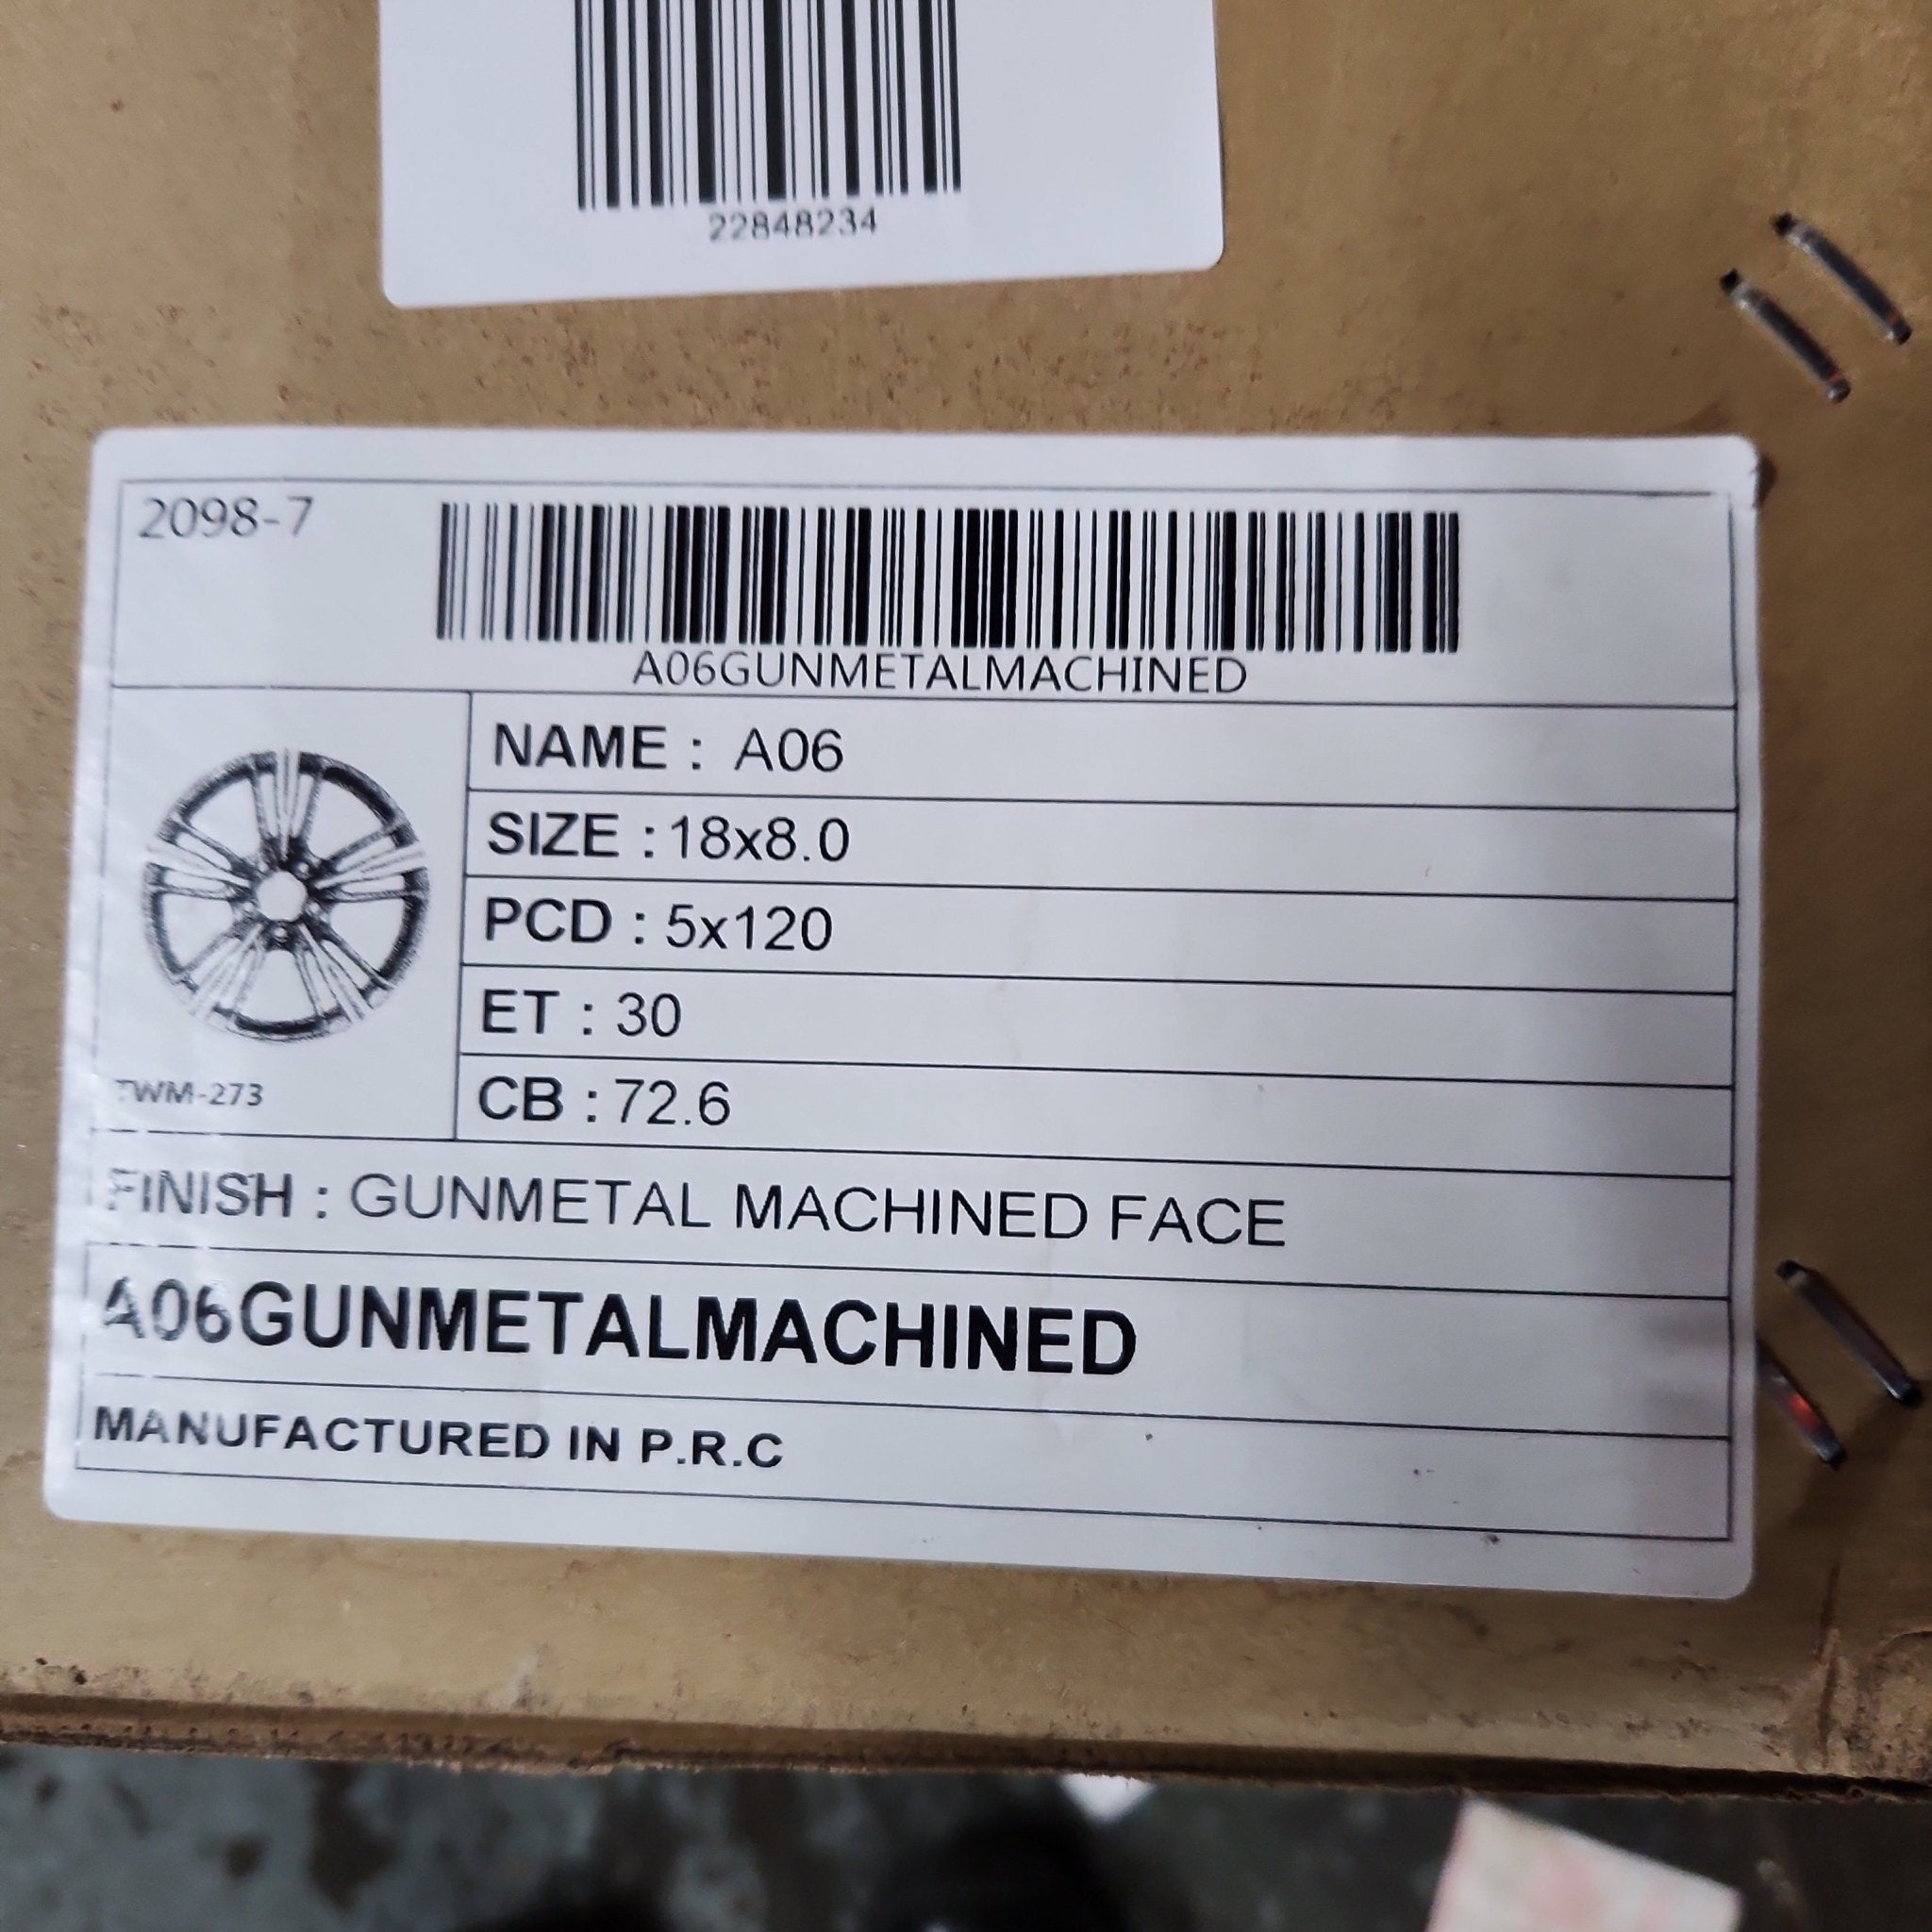 22848234
2098-7
A06GUNMETALMACHINED
NAME : A06
SIZE :18x8.0
PCD : 5x120
ET : 30
CB :72.6
TWM-273
FINISH : GUNMETAL MACHINED FACE
A06GUNMETALMACHINED
MANUFACTURED IN P.R.C